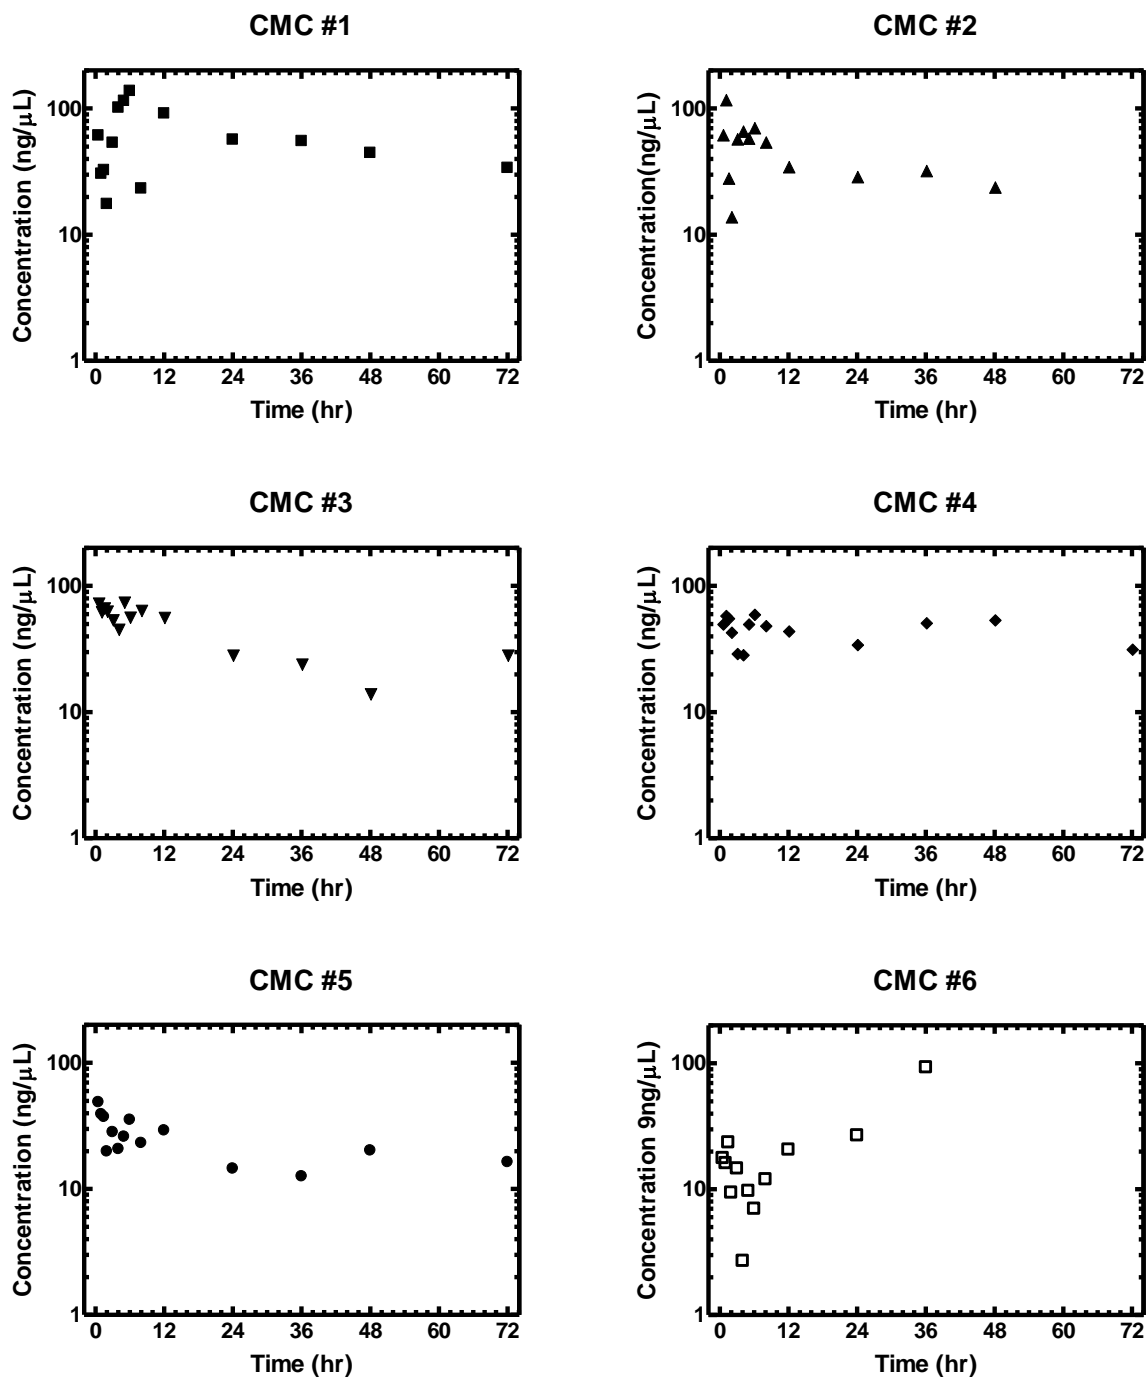 CMC #1
Concentration (ng/µL)
100
10
1
0 12 24 36 48 60 72
Time (hr)
CMC #2
Concentration(ng/µL)
100
10
1
0 12 24 36 48 60 72
Time (hr)
CMC #3
Concentration (ng/µL)
100
10
1
0 12 24 36 48 60 72
Time (hr)
CMC #4
Concentration (ng/µL)
100
10
1
0 12 24 36 48 60 72
Time (hr)
CMC #5
Concentration (ng/µL)
100
10
1
0 12 24 36 48 60 72
Time (hr)
CMC #6
Concentration 9ng/µL)
100
10
1
0 12 24 36 48 60 72
Time (hr)